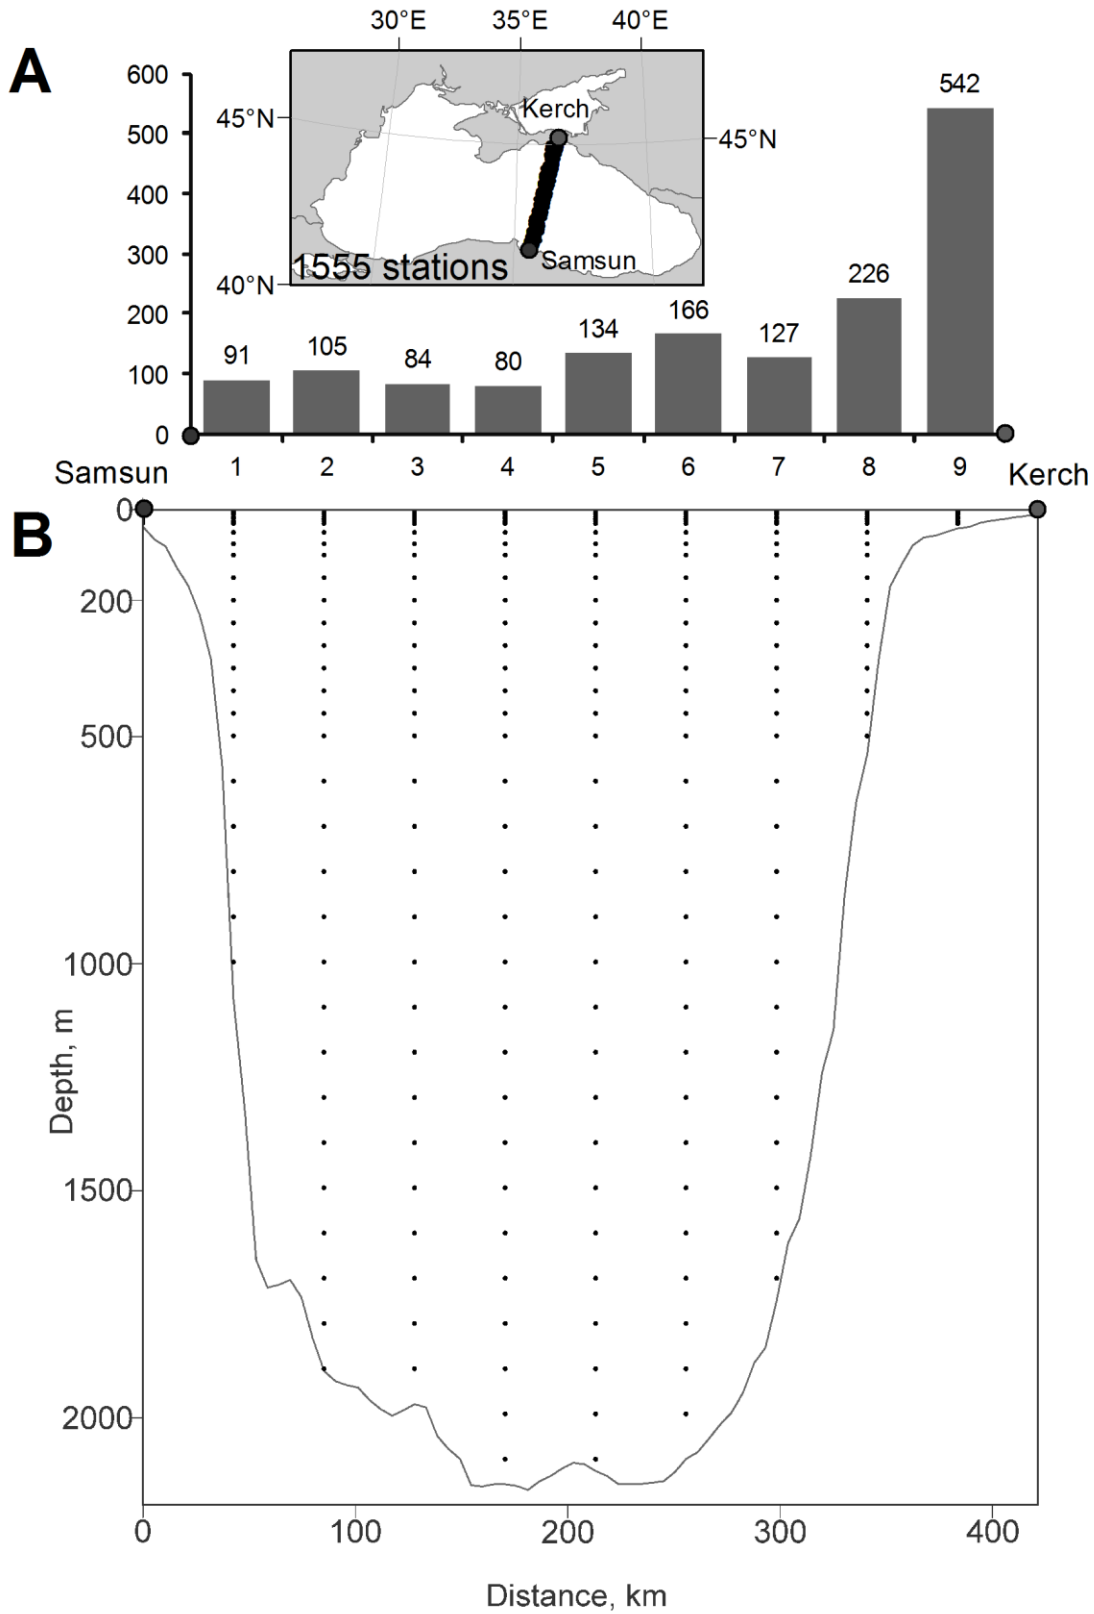 30°E 35°E 40°E
A
600
500
400
300
200
100
0
45°N
45°N
40°N
Kerch
Samsun
1555 stations
91 105 84 80 134 166 127 226 542
Samsun 1 2 3 4 5 6 7 8 9 Kerch
B
0
200
500
1000
1500
2000
Depth, m
0 100 200 300 400
Distance, km